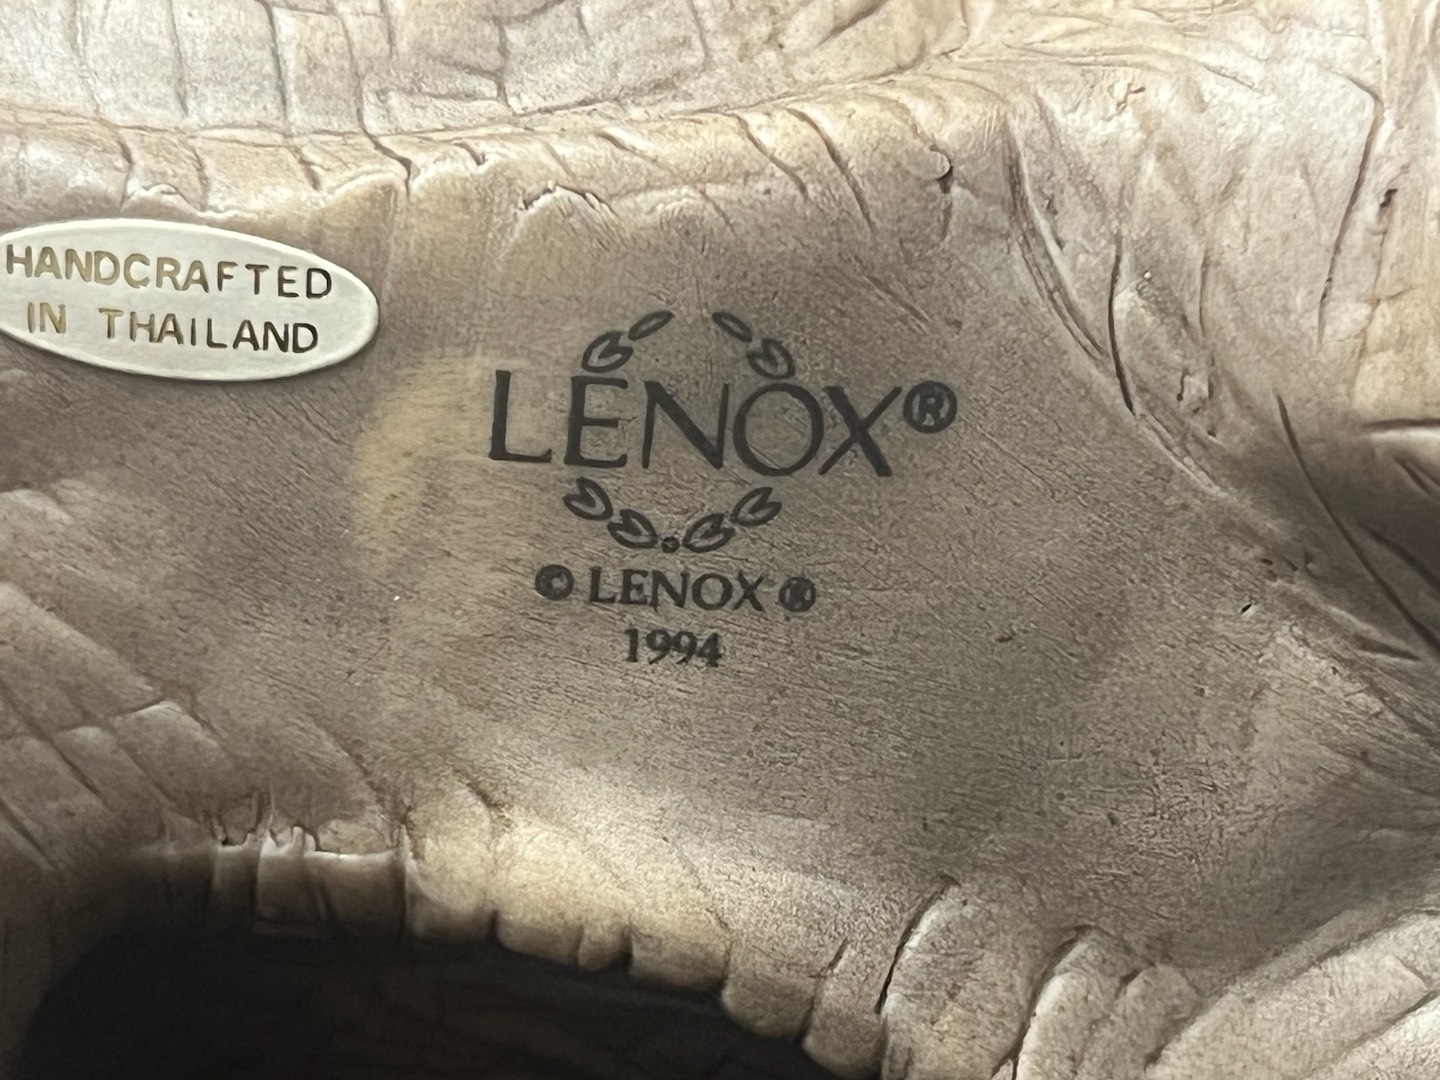 HANDCRAFTED
IN THAILAND
LENOX®
© LENOX ®
1994